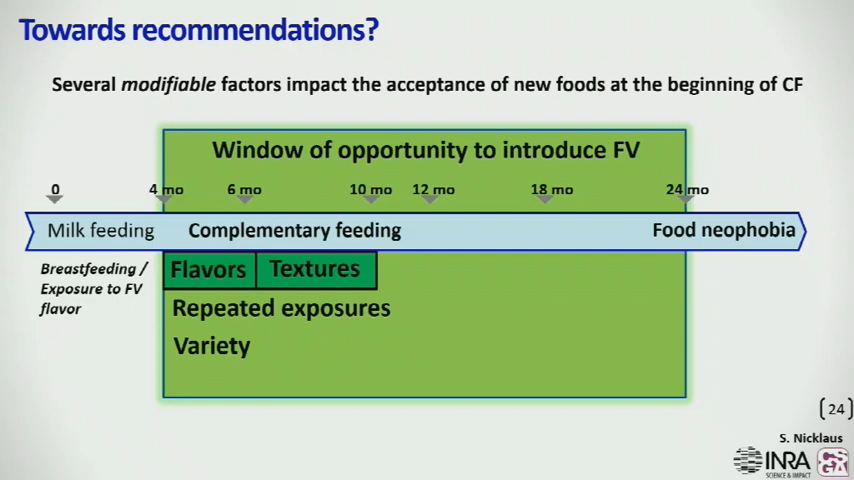 Towards recommendations?
Several modifiable factors impact the acceptance of new foods at the beginning of CF
Window of opportunity to introduce FV
0 4 mo 6 mo 10 mo 12 mo 18 mo 24 mo
Milk feeding Complementary feeding Food neophobia
Breastfeeding /
Exposure to FV
flavor
Flavors Textures
Repeated exposures
Variety
24
S. Nicklaus
INRA
SCIENCE & IMPACT